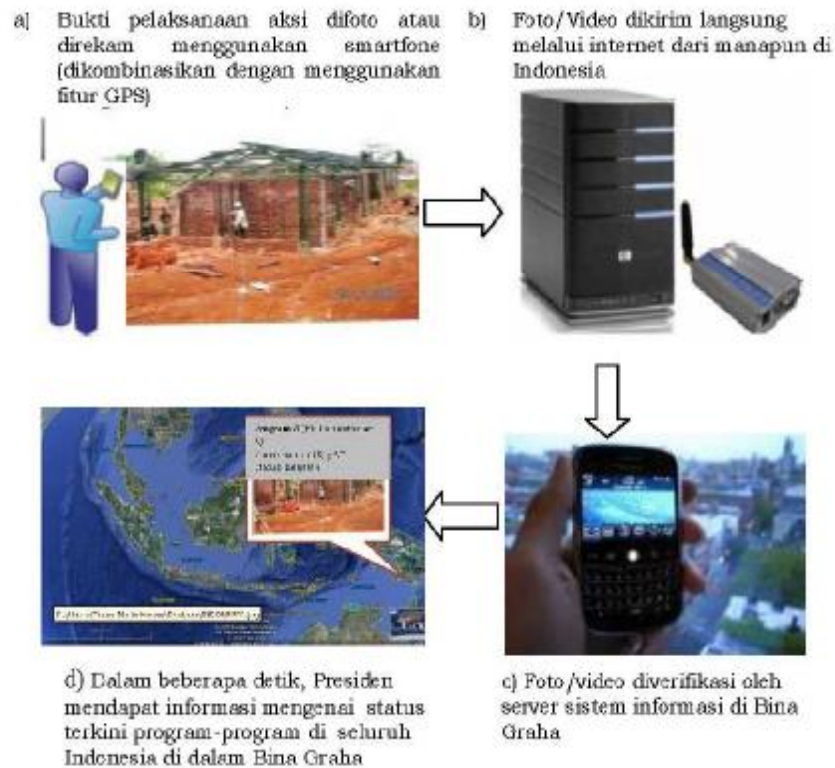 a) Bukti pelaksanaan aksi difoto atau
direkam menggunakan smartfone
(dikombinasikan dengan menggunakan
fitur GPS)
b) Foto/Video dikirim langsung
melalui internet dari manapun di
Indonesia
d) Dalam beberapa detik, Presiden
mendapat informasi mengenai status
terkini program-program di seluruh
Indonesia di dalam Bina Graha
c) Foto/video diverifikasi oleh
server sistem informasi di Bina
Graha